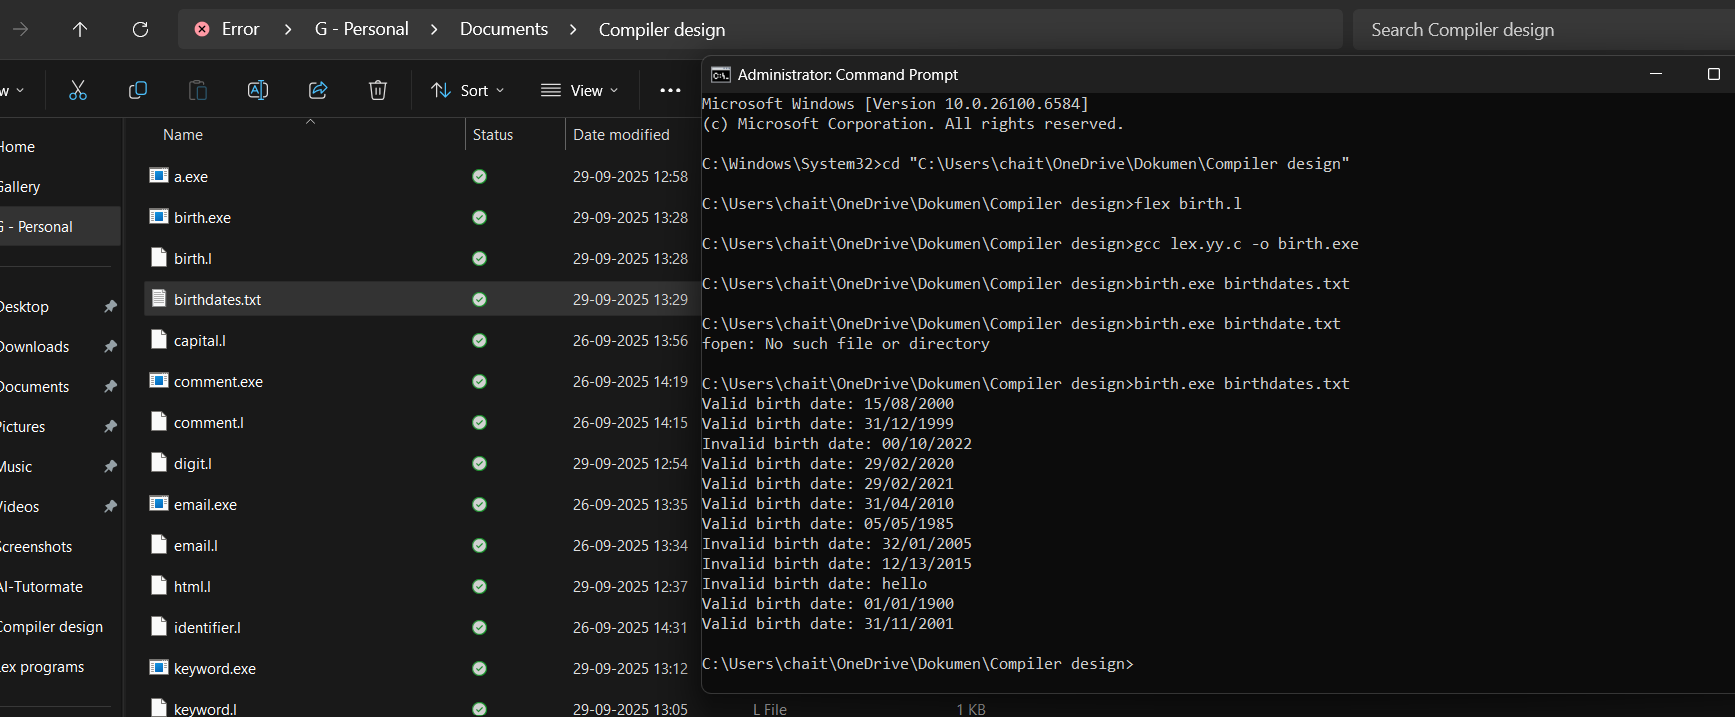 Error > G - Personal > Documents > Compiler design
Search Compiler design
w
Sort
View
Name
Status
Date modified
Home
Gallery
G - Personal
Desktop
Downloads
Documents
Pictures
Music
Videos
Screenshots
AI-Tutormate
Compiler design
Lex programs
a.exe 29-09-2025 12:58
birth.exe 29-09-2025 13:28
birth.l 29-09-2025 13:28
birthdates.txt 29-09-2025 13:29
capital.l 26-09-2025 13:56
comment.exe 26-09-2025 14:19
comment.l 26-09-2025 14:15
digit.l 29-09-2025 12:54
email.exe 26-09-2025 13:35
email.l 26-09-2025 13:34
html.l 29-09-2025 12:37
identifier.l 26-09-2025 14:31
keyword.exe 29-09-2025 13:12
keyword.l 29-09-2025 13:05 L File 1 KB
Administrator: Command Prompt
Microsoft Windows [Version 10.0.26100.6584]
(c) Microsoft Corporation. All rights reserved.
C:\Windows\System32>cd "C:\Users\chait\OneDrive\Dokumen\Compiler design"
C:\Users\chait\OneDrive\Dokumen\Compiler design>flex birth.l
C:\Users\chait\OneDrive\Dokumen\Compiler design>gcc lex.yy.c -o birth.exe
C:\Users\chait\OneDrive\Dokumen\Compiler design>birth.exe birthdates.txt
C:\Users\chait\OneDrive\Dokumen\Compiler design>birth.exe birthdate.txt
fopen: No such file or directory
C:\Users\chait\OneDrive\Dokumen\Compiler design>birth.exe birthdates.txt
Valid birth date: 15/08/2000
Valid birth date: 31/12/1999
Invalid birth date: 00/10/2022
Valid birth date: 29/02/2020
Valid birth date: 29/02/2021
Valid birth date: 31/04/2010
Valid birth date: 05/05/1985
Invalid birth date: 32/01/2005
Invalid birth date: 12/13/2015
Invalid birth date: hello
Valid birth date: 01/01/1900
Valid birth date: 31/11/2001
C:\Users\chait\OneDrive\Dokumen\Compiler design>